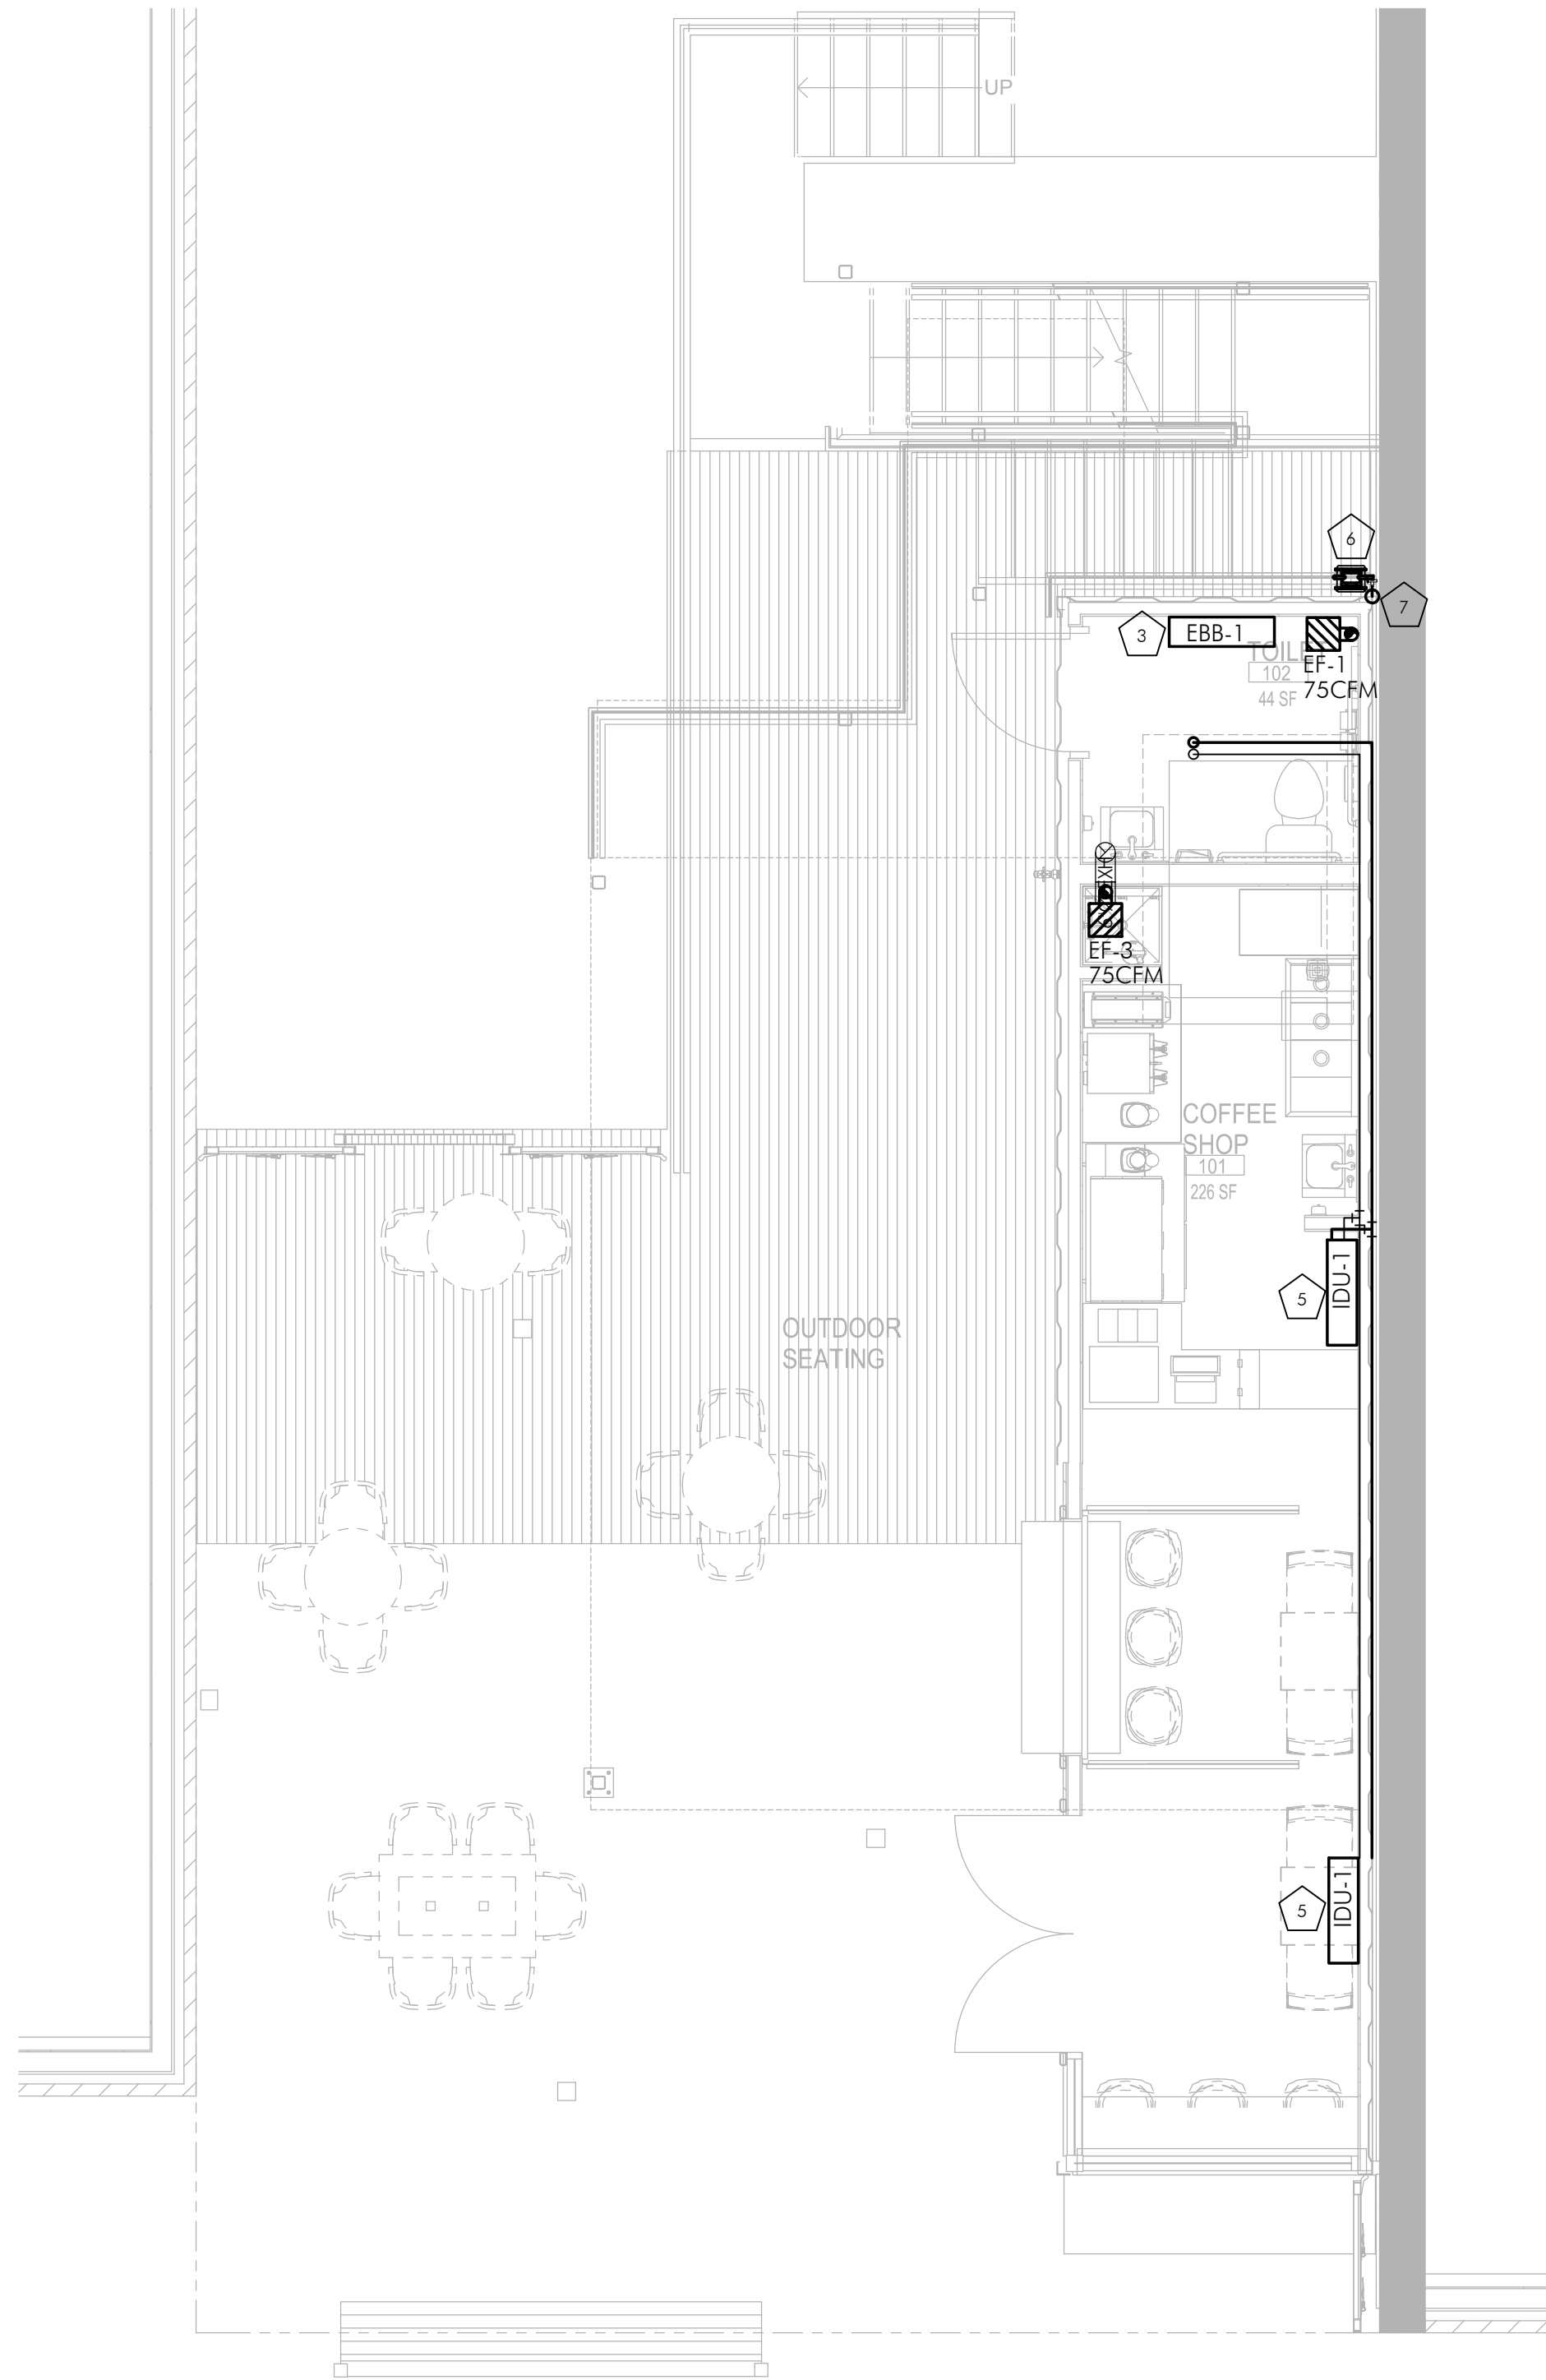 UP
6
7
3
EBB-1
TOILET
102
44 SF
EF-1
75CFM
EF-3
75CFM
COFFEE
SHOP
101
226 SF
IDU-1
5
OUTDOOR
SEATING
IDU-1
5